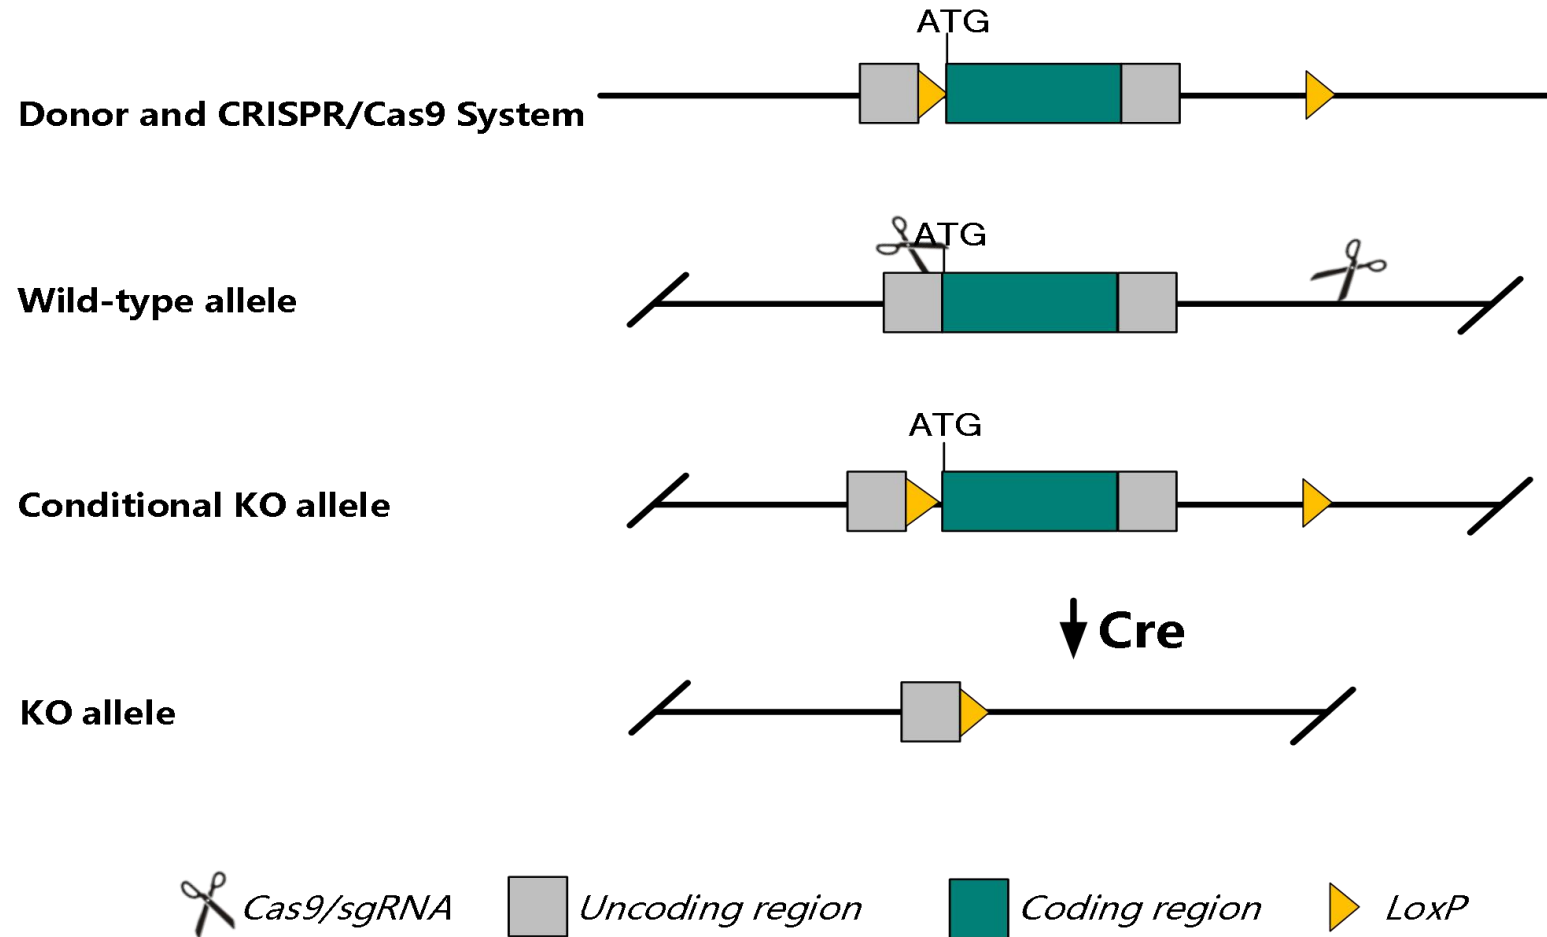 ATG
Donor and CRISPR/Cas9 System
ATG
Wild-type allele
ATG
Conditional KO allele
Cre
KO allele
Cas9/sgRNA
Uncoding region
Coding region
LoxP